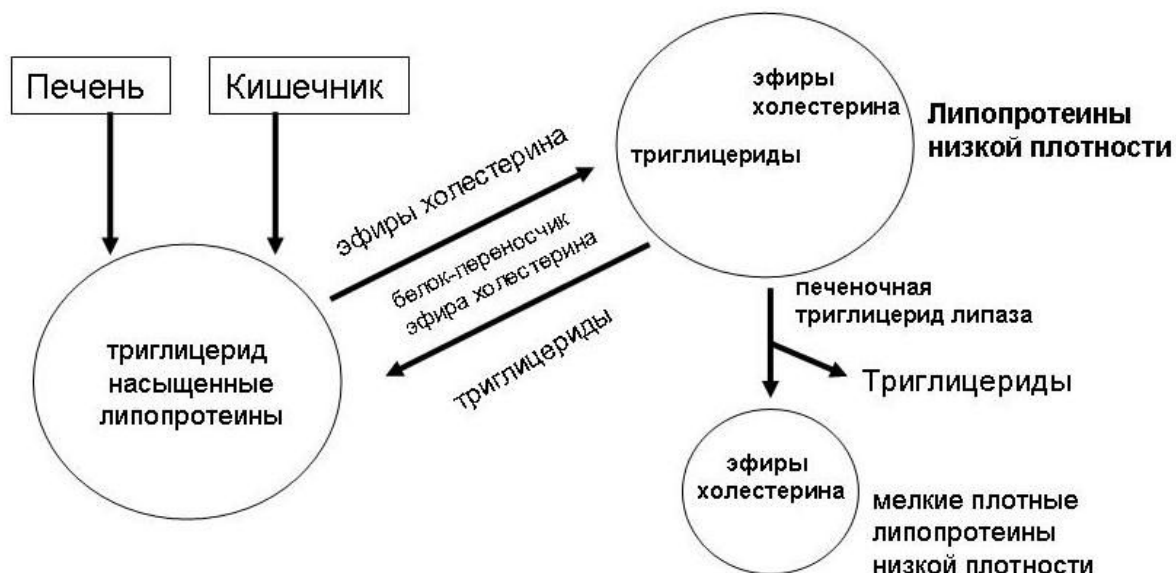 Печень
Кишечник
триглицерид
насыщенные
липопротеины
эфиры холестерина
белок-переносчик
эфира холестерина
триглицериды
эфиры
холестерина
триглицериды
Липопротеины
низкой плотности
печеночная
триглицерид липаза
Триглицериды
эфиры
холестерина
мелкие плотные
липопротеины
низкой плотности